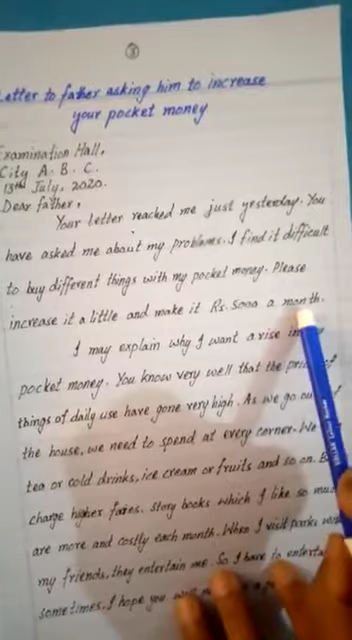 3
Letter to father asking him to increase
your pocket money
Examination Hall,
City A. B. C.
13th July, 2020.
Dear father,
Your letter reached me just yesterday. You
have asked me about my problems. I find it difficult
to buy different things with my pocket money. Please
increase it a little and make it Rs. 5000 a month.
I may explain why I want a rise in
pocket money. You know very well that the of
things of daily use have gone very high. As we go
the house, we need to spend at every corner. We
tea or cold drinks, ice cream or fruits and so on.
charge higher fares. Story books which I like so
are more and costly each month. When I visit parks
my friends, they entertain me. So I have to
sometimes. I hope you